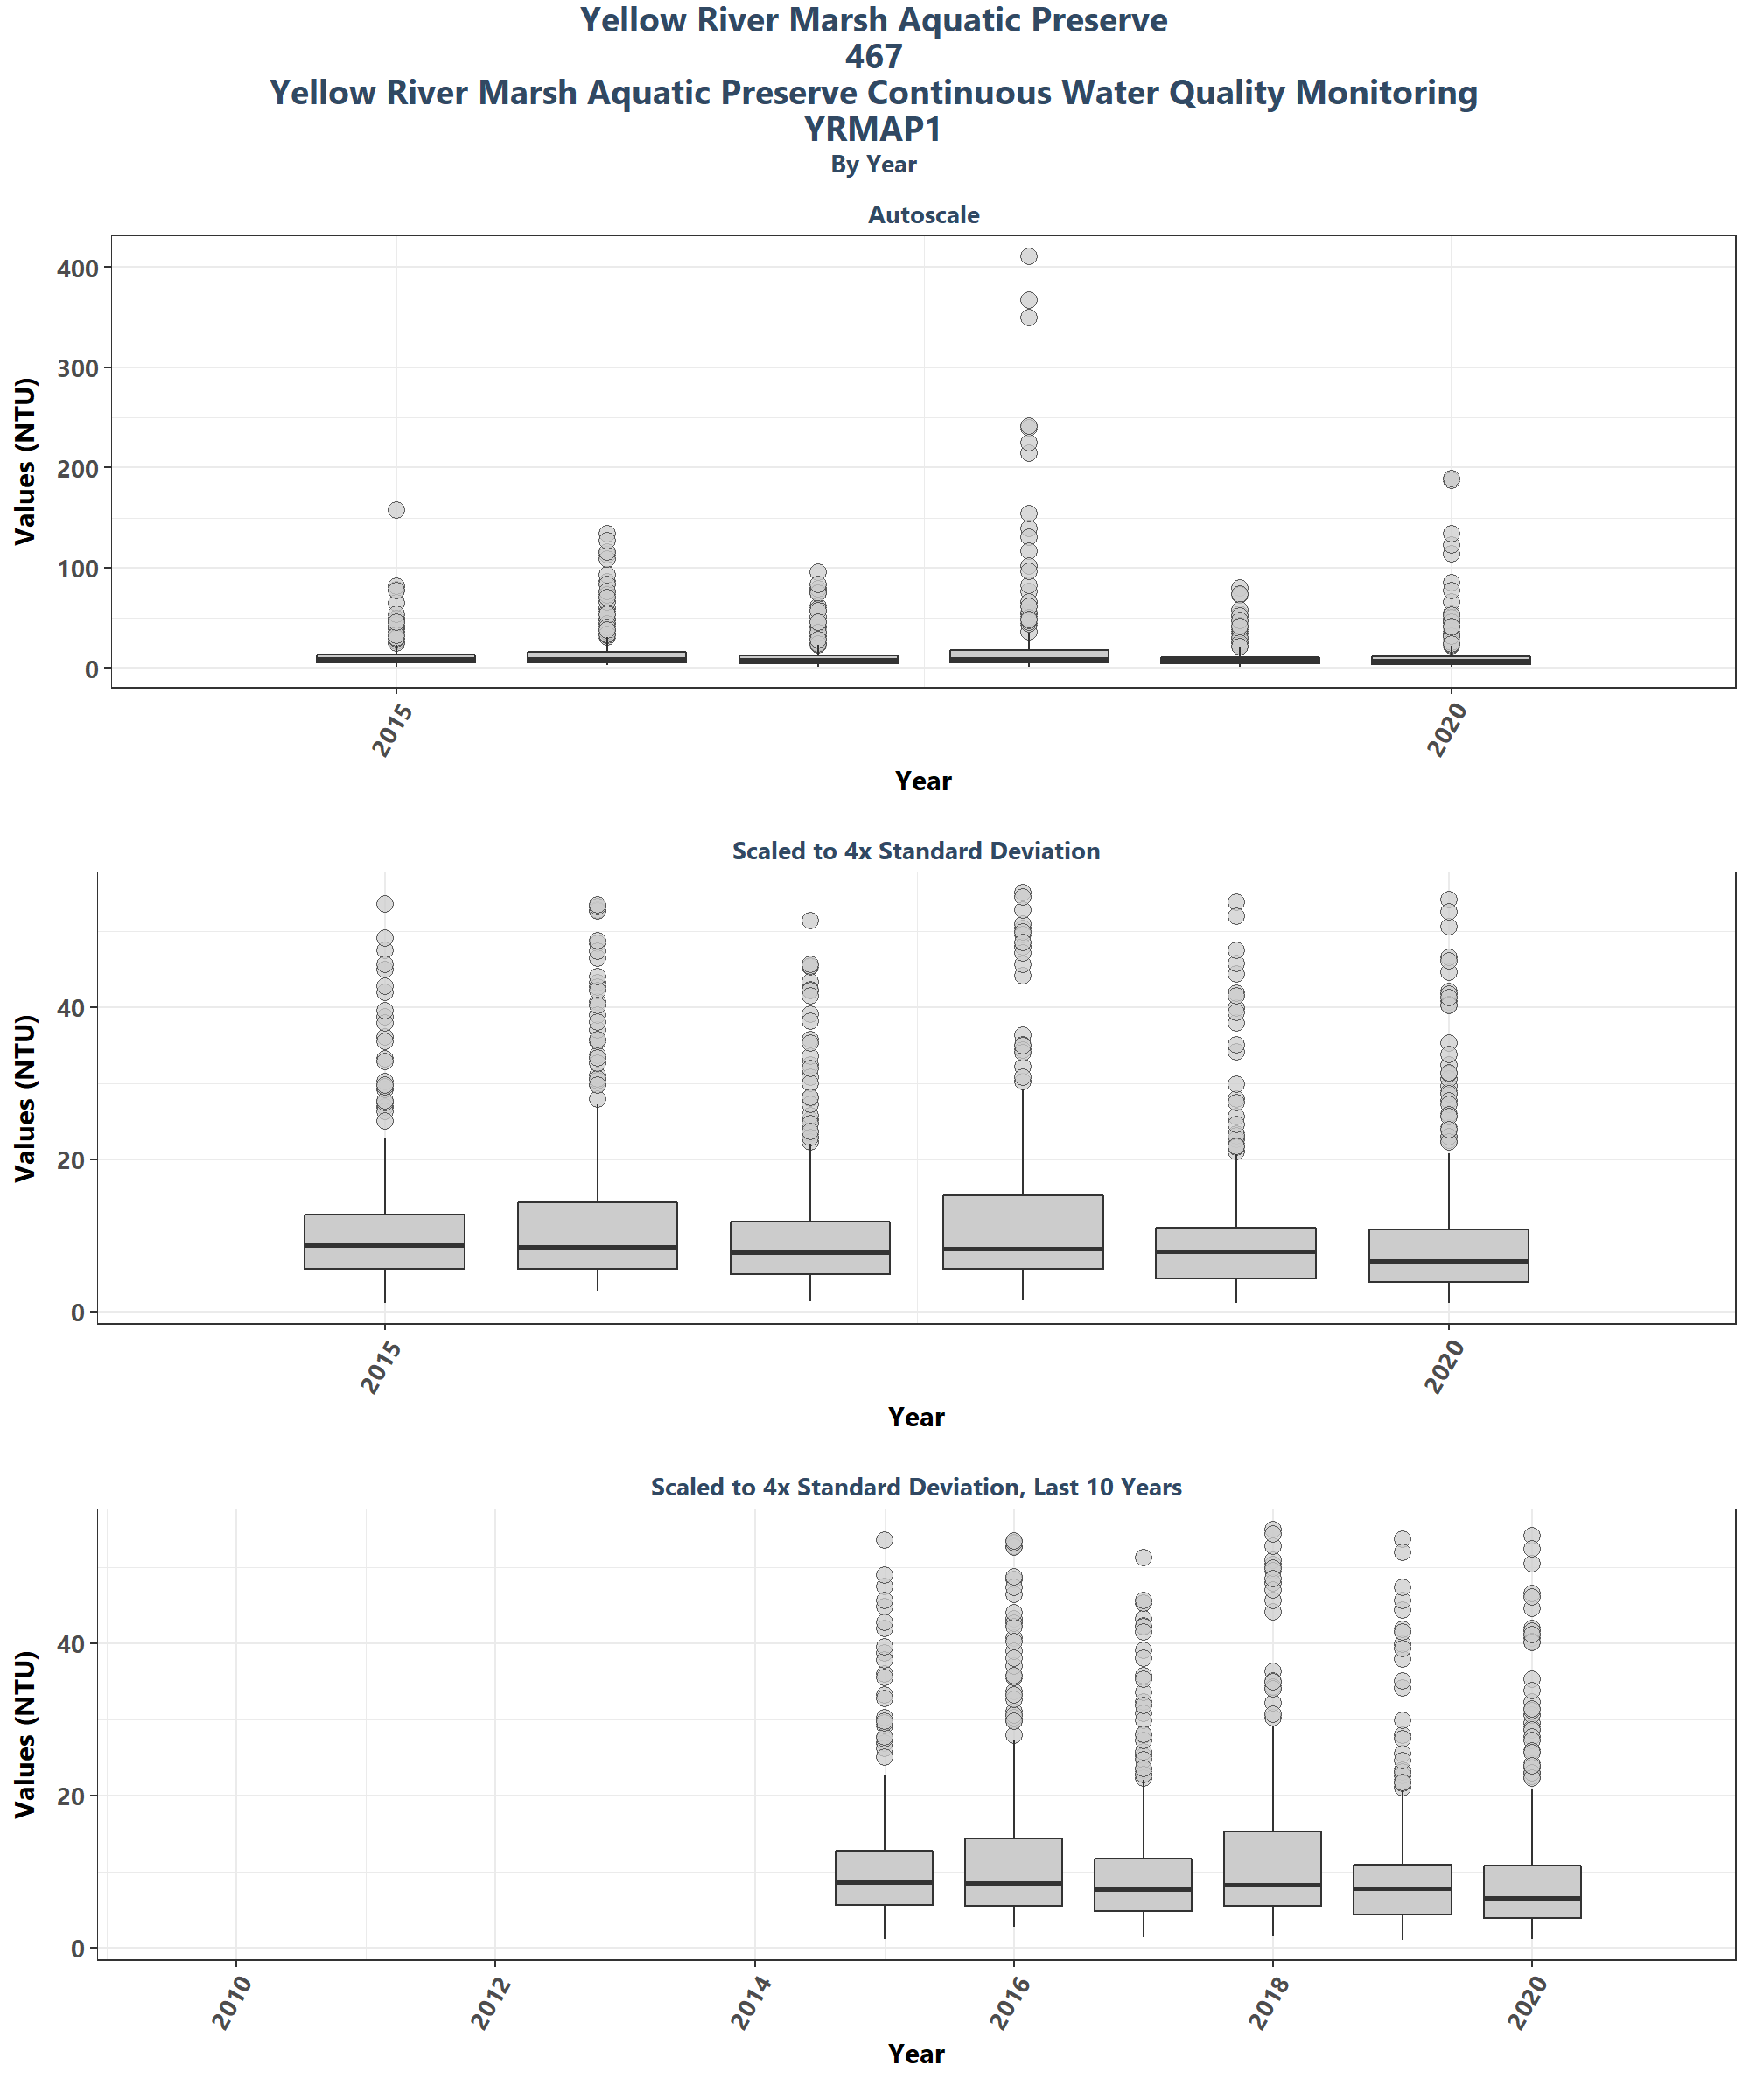 Yellow River Marsh Aquatic Preserve
467
Yellow River Marsh Aquatic Preserve Continuous Water Quality Monitoring
YRMAP1
By Year
Autoscale
Values (NTU)
400
300
200
100
0
2015
2020
Year
Scaled to 4x Standard Deviation
Values (NTU)
40
20
0
2015
2020
Year
Scaled to 4x Standard Deviation, Last 10 Years
Values (NTU)
40
20
0
2010
2012
2014
2016
2018
2020
Year